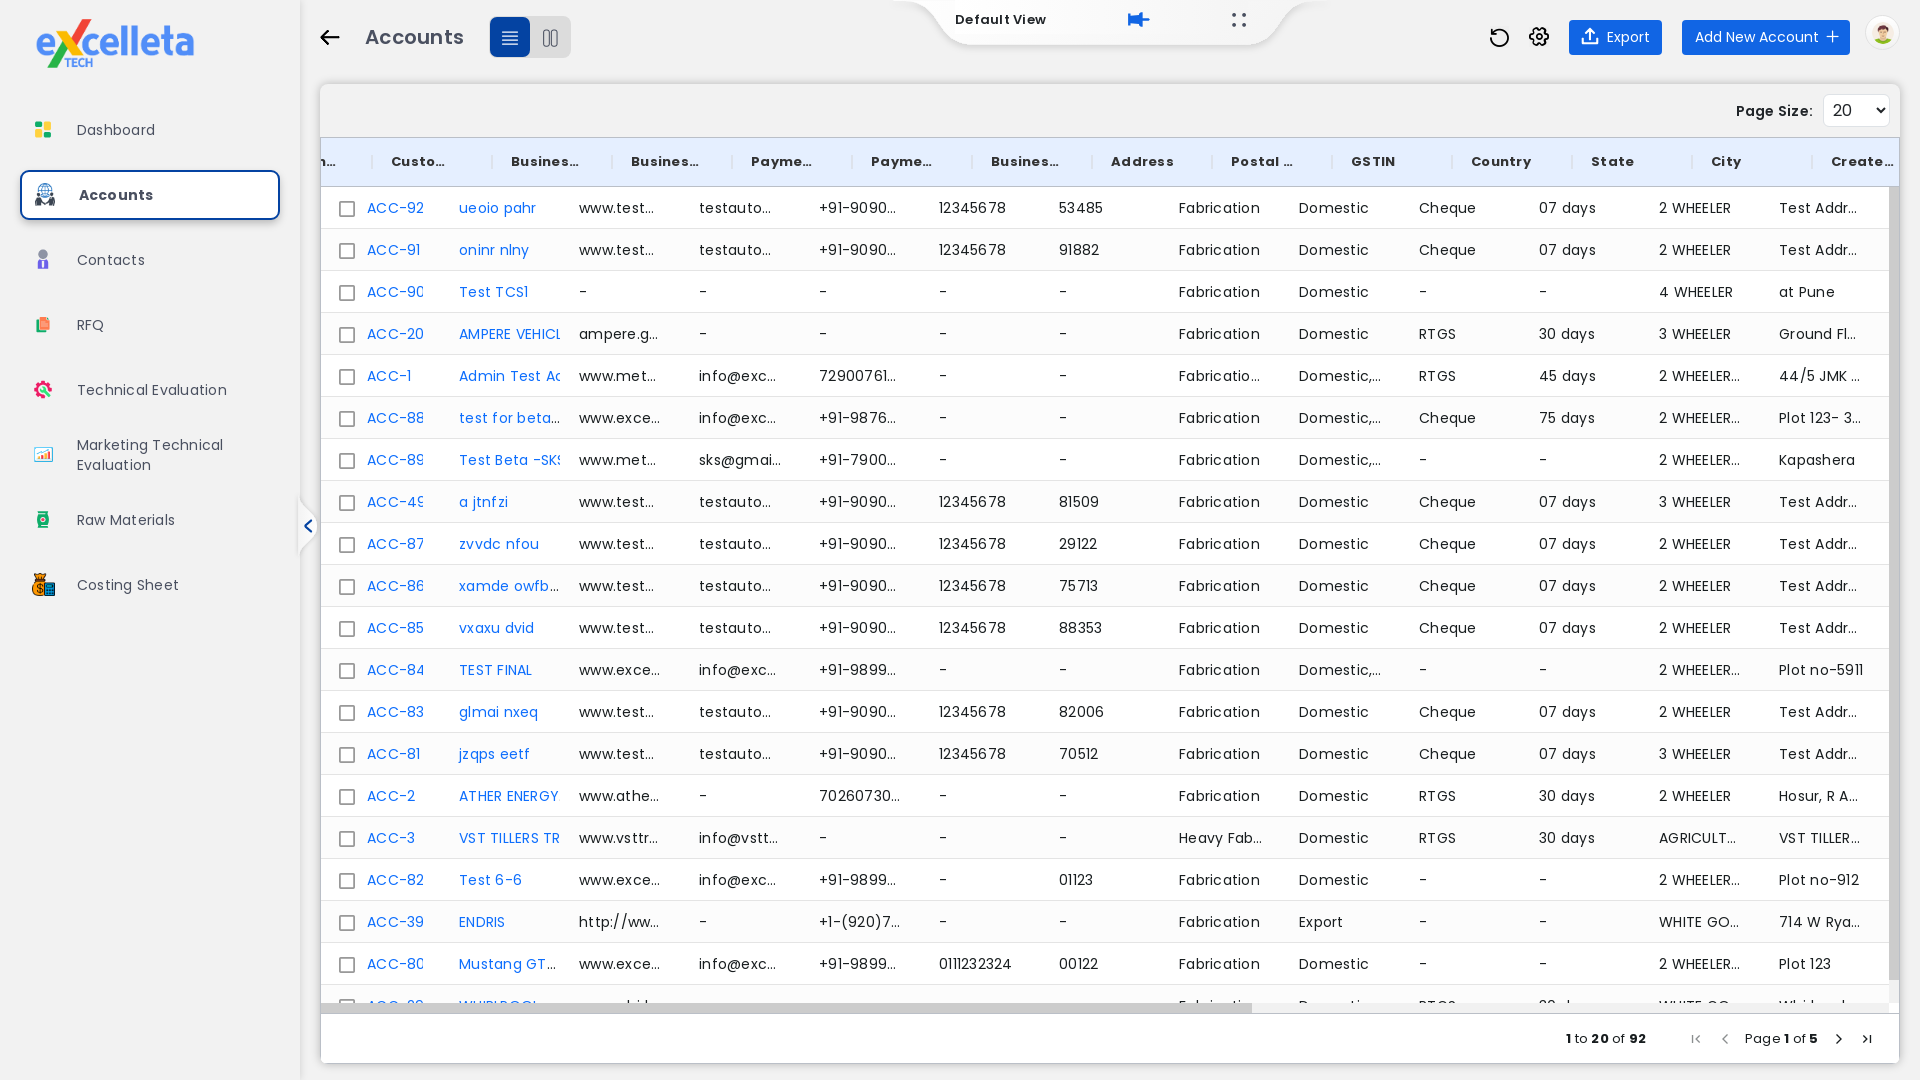 eXcelleta
TECH
Dashboard
Accounts
Contacts
RFQ
Technical Evaluation
Marketing Technical
Evaluation
Raw Materials
Costing Sheet
Accounts
Default View
Export
Add New Account
Page Size: 20
Custo... Busines... Busines... Payme... Payme... Busines... Address Postal ... GSTIN Country State City Create...
ACC-92 ueoio pahr www.test... testauto... +91-9090... 12345678 53485 Fabrication Domestic Cheque 07 days 2 WHEELER Test Addr...
ACC-91 oninr nlny www.test... testauto... +91-9090... 12345678 91882 Fabrication Domestic Cheque 07 days 2 WHEELER Test Addr...
ACC-90 Test TCS1 - - - - - Fabrication Domestic - - 4 WHEELER at Pune
ACC-20 AMPERE VEHICL ampere.g... - - - - Fabrication Domestic RTGS 30 days 3 WHEELER Ground Fl...
ACC-1 Admin Test Ac www.met... info@exc... 72900761... - - Fabricatio... Domestic,... RTGS 45 days 2 WHEELER... 44/5 JMK ...
ACC-88 test for beta... www.exce... info@exc... +91-9876... - - Fabrication Domestic,... Cheque 75 days 2 WHEELER... Plot 123- 3...
ACC-89 Test Beta -SKS www.met... sks@gmai... +91-7900... - - Fabrication Domestic,... - - 2 WHEELER... Kapashera
ACC-49 a jtnfzi www.test... testauto... +91-9090... 12345678 81509 Fabrication Domestic Cheque 07 days 3 WHEELER Test Addr...
ACC-87 zvvdc nfou www.test... testauto... +91-9090... 12345678 29122 Fabrication Domestic Cheque 07 days 2 WHEELER Test Addr...
ACC-86 xamde owfb... www.test... testauto... +91-9090... 12345678 75713 Fabrication Domestic Cheque 07 days 2 WHEELER Test Addr...
ACC-85 vxaxu dvid www.test... testauto... +91-9090... 12345678 88353 Fabrication Domestic Cheque 07 days 2 WHEELER Test Addr...
ACC-84 TEST FINAL www.exce... info@exc... +91-9899... - - Fabrication Domestic,... - - 2 WHEELER... Plot no-5911
ACC-83 glmai nxeq www.test... testauto... +91-9090... 12345678 82006 Fabrication Domestic Cheque 07 days 2 WHEELER Test Addr...
ACC-81 jzqps eetf www.test... testauto... +91-9090... 12345678 70512 Fabrication Domestic Cheque 07 days 3 WHEELER Test Addr...
ACC-2 ATHER ENERGY www.athe... - 70260730... - - Fabrication Domestic RTGS 30 days 2 WHEELER Hosur, R A...
ACC-3 VST TILLERS TR www.vsttr... info@vstt... - - - Heavy Fab... Domestic RTGS 30 days AGRICULT... VST TILLER...
ACC-82 Test 6-6 www.exce... info@exc... +91-9899... - 01123 Fabrication Domestic - - 2 WHEELER... Plot no-912
ACC-39 ENDRIS http://ww... - +1-(920)7... - - Fabrication Export - - WHITE GO... 714 W Rya...
ACC-80 Mustang GT... www.exce... info@exc... +91-9899... 0111232324 00122 Fabrication Domestic - - 2 WHEELER... Plot 123
1 to 20 of 92 Page 1 of 5